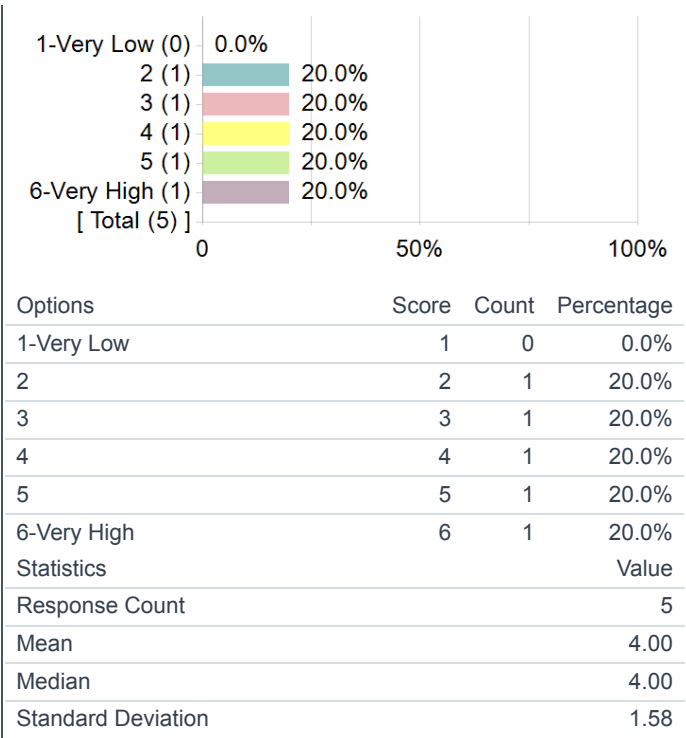 1-Very Low (0) 0.0%
2 (1) 20.0%
3 (1) 20.0%
4 (1) 20.0%
5 (1) 20.0%
6-Very High (1) 20.0%
[ Total (5) ]
0 50% 100%
Options Score Count Percentage
1-Very Low 1 0 0.0%
2 2 1 20.0%
3 3 1 20.0%
4 4 1 20.0%
5 5 1 20.0%
6-Very High 6 1 20.0%
Statistics Value
Response Count 5
Mean 4.00
Median 4.00
Standard Deviation 1.58